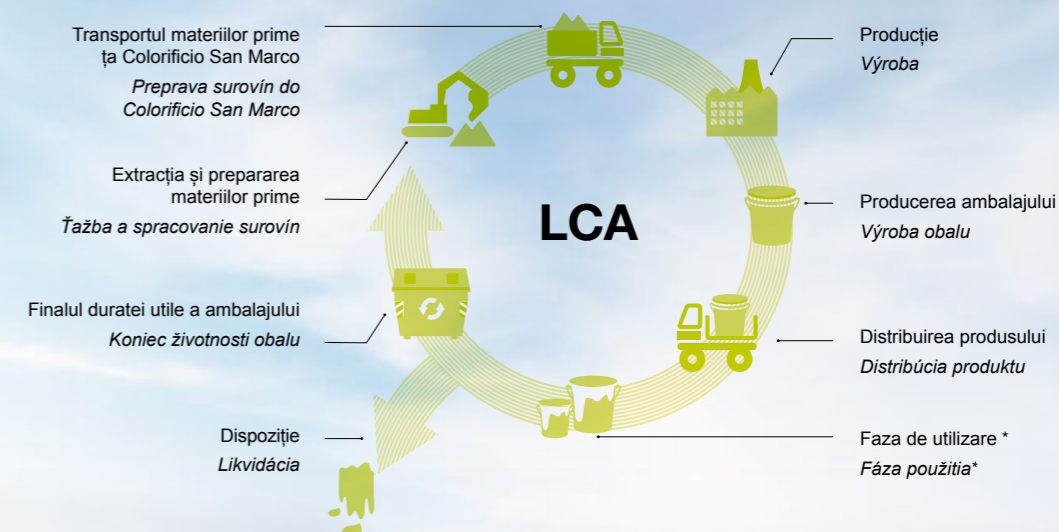 Transportul materiilor prime
ța Colorificio San Marco
Preprava surovín do
Colorificio San Marco
Extracția și prepararea
materiilor prime
Ťažba a spracovanie surovín
Finalul duratei utile a ambalajului
Koniec životnosti obalu
Dispoziție
Likvidácia
LCA
Producție
Výroba
Producerea ambalajului
Výroba obalu
Distribuirea produsului
Distribúcia produktu
Faza de utilizare *
Fáza použitia*